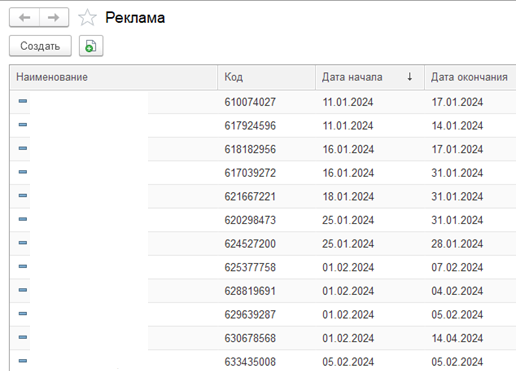 Реклама
Создать
Наименование Код Дата начала ↓ Дата окончания
610074027 11.01.2024 17.01.2024
617924596 11.01.2024 14.01.2024
618182956 16.01.2024 17.01.2024
617039272 16.01.2024 31.01.2024
621667221 18.01.2024 31.01.2024
620298473 25.01.2024 31.01.2024
624527200 25.01.2024 28.01.2024
625377758 01.02.2024 07.02.2024
628819691 01.02.2024 04.02.2024
629639287 01.02.2024 05.02.2024
630678568 01.02.2024 14.04.2024
633435008 05.02.2024 05.02.2024